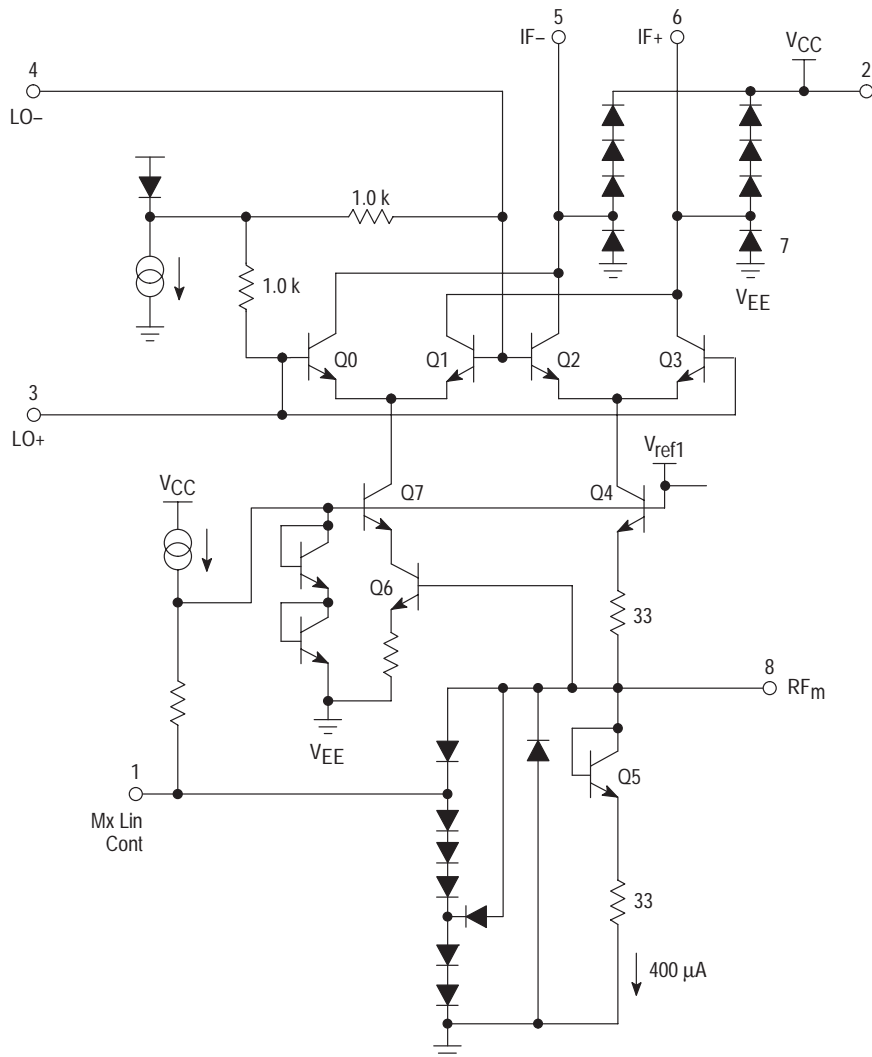 5
6
IF–
IF+
VCC
4
2
LO–
1.0 k
1.0 k
7
VEE
Q0
Q1
Q2
Q3
3
LO+
Vref1
VCC
Q7
Q4
Q6
33
8
RFm
VEE
Q5
1
Mx Lin
Cont
33
400 µA